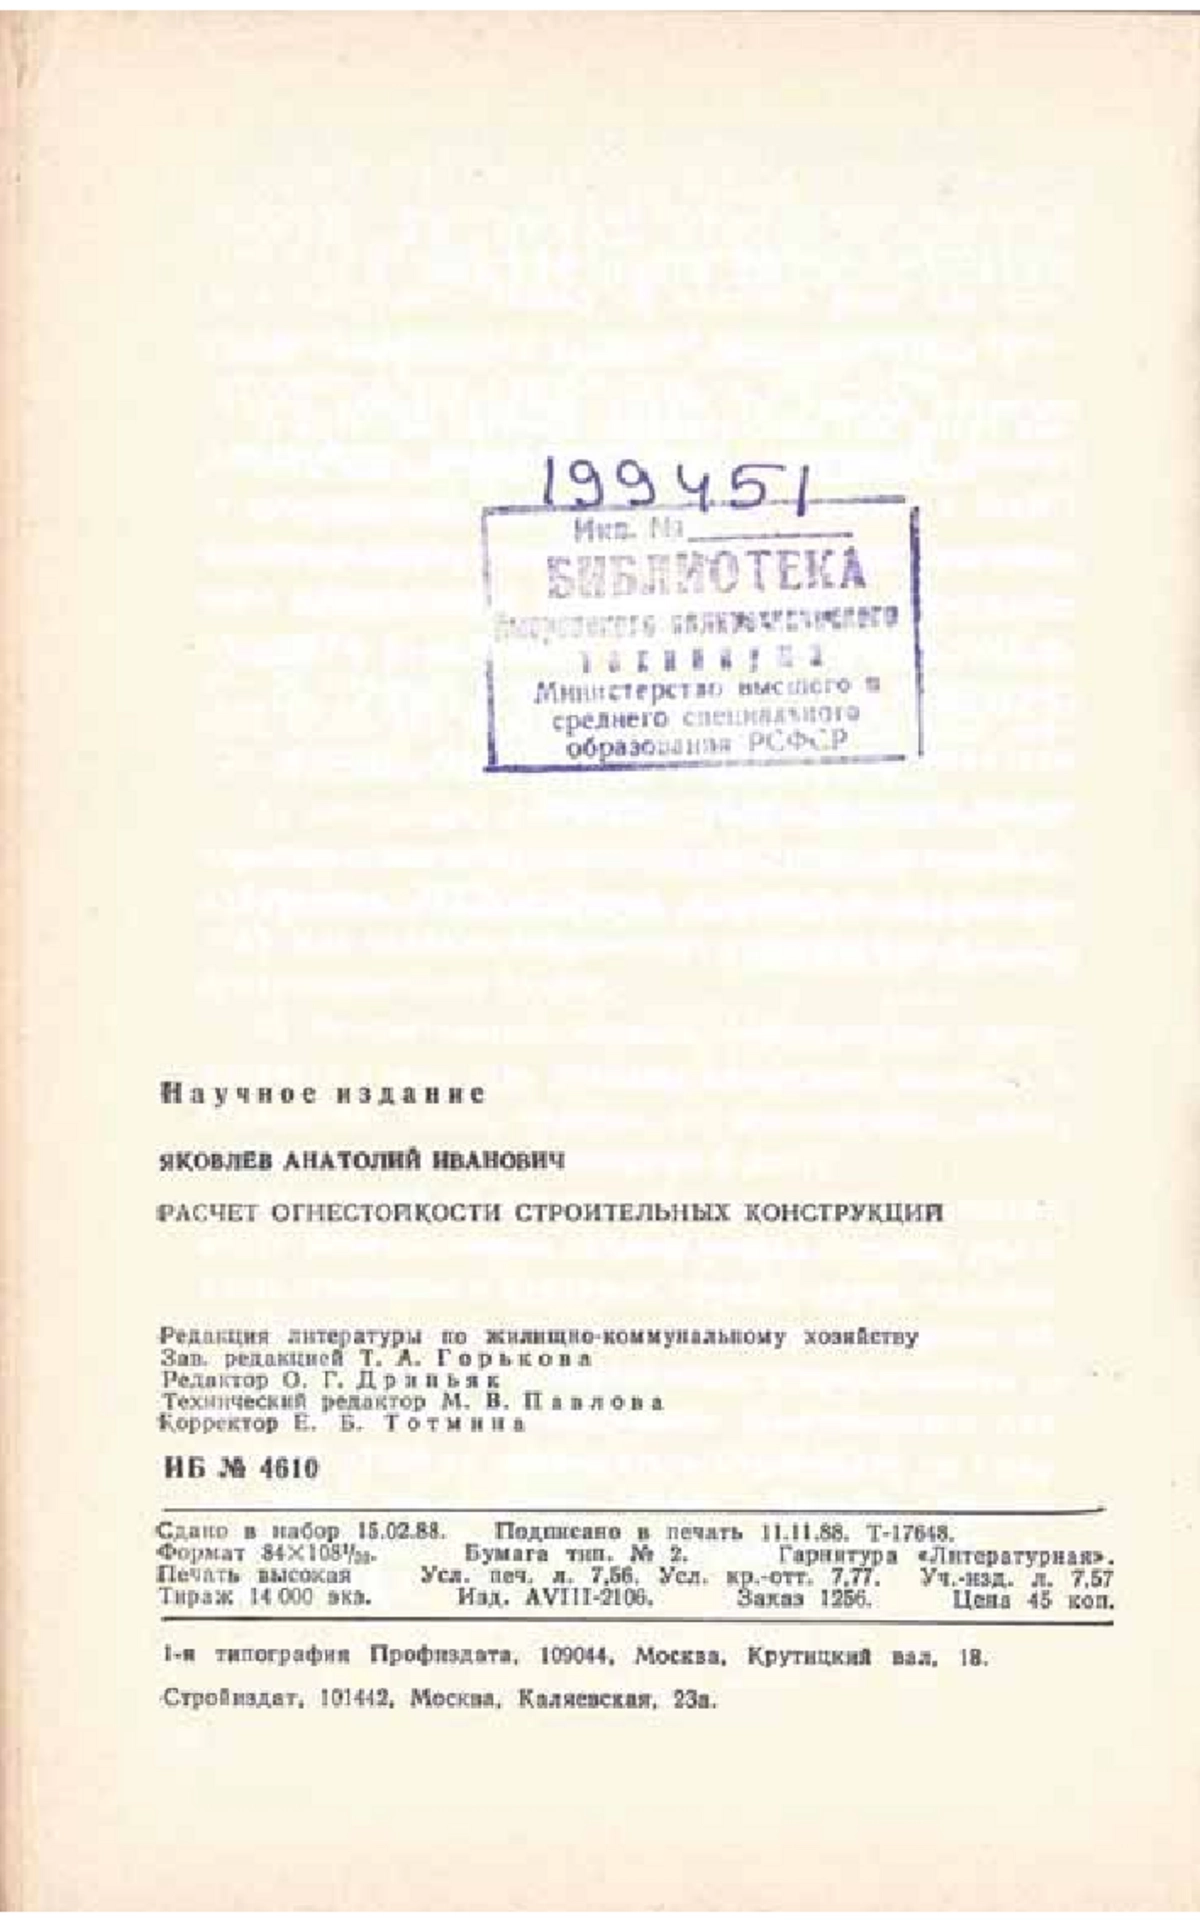 199451
Инв. №
БИБЛИОТЕКА
политехнического
техникума
Министерство высшего и
среднего специального
образования РСФСР
Научное издание
ЯКОВЛЕВ АНАТОЛИЙ ИВАНОВИЧ
РАСЧЕТ ОГНЕСТОЙКОСТИ СТРОИТЕЛЬНЫХ КОНСТРУКЦИЙ
Редакция литературы по жилищно-коммунальному хозяйству
Зав. редакцией Т. А. Горькова
Редактор О. Г. Дриньяк
Технический редактор М. В. Павлова
Корректор Е. Б. Тотмина
ИБ № 4610
Сдано в набор 15.02.88. Подписано в печать 11.11.88. Т-17648.
Формат 84×108¹/₃₂. Бумага тип. № 2. Гарнитура «Литературная».
Печать высокая Усл. печ. л. 7,56. Усл. кр.-отт. 7,77. Уч.-изд. л. 7,57
Тираж 14 000 экз. Изд. AVIII-2106. Заказ 1256. Цена 45 коп.
1-я типография Профиздата, 109044, Москва, Крутицкий вал, 18.
Стройиздат, 101442, Москва, Каляевская, 23а.